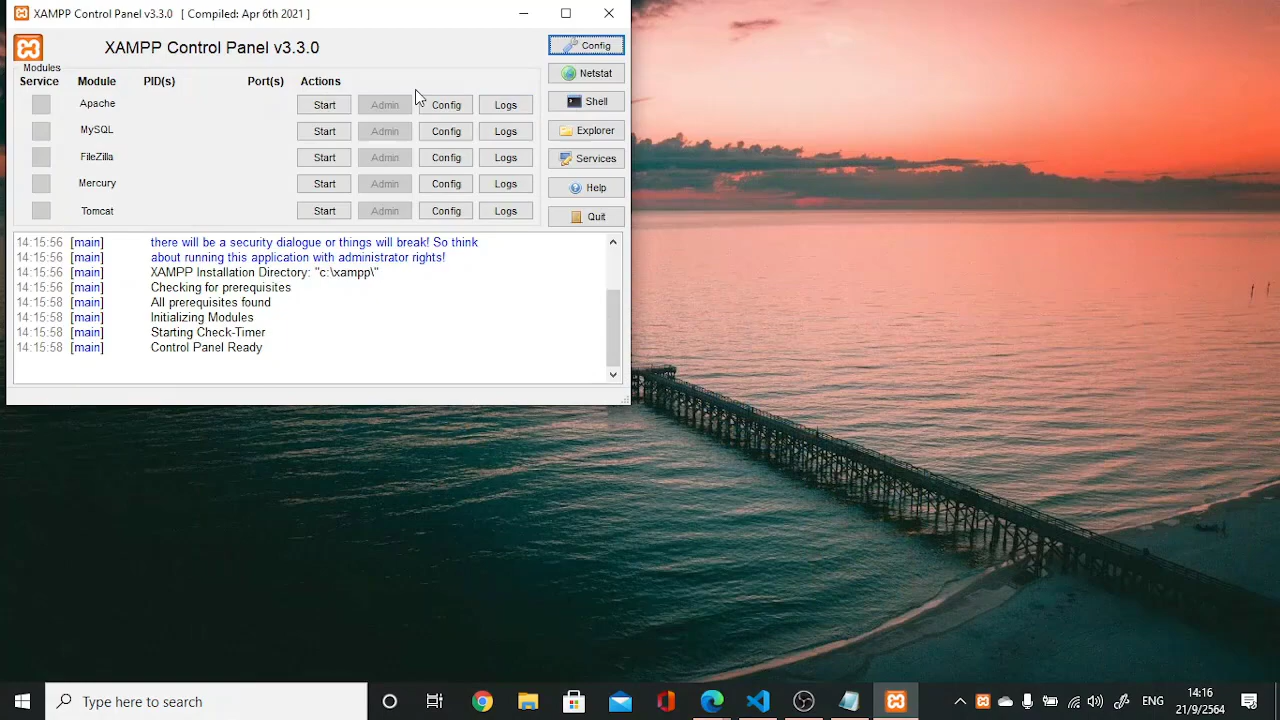 XAMPP Control Panel v3.3.0 [ Compiled: Apr 6th 2021 ]
XAMPP Control Panel v3.3.0
Config
Modules
Service Module PID(s) Port(s) Actions
Netstat
Apache Start Admin Config Logs
Shell
MySQL Start Admin Config Logs
Explorer
FileZilla Start Admin Config Logs
Services
Mercury Start Admin Config Logs
Help
Tomcat Start Admin Config Logs
Quit
14:15:56 [main] there will be a security dialogue or things will break! So think
14:15:56 [main] about running this application with administrator rights!
14:15:56 [main] XAMPP Installation Directory: "c:\xampp\"
14:15:56 [main] Checking for prerequisites
14:15:58 [main] All prerequisites found
14:15:58 [main] Initializing Modules
14:15:58 [main] Starting Check-Timer
14:15:58 [main] Control Panel Ready
Type here to search
ENG
14:16
21/9/2564